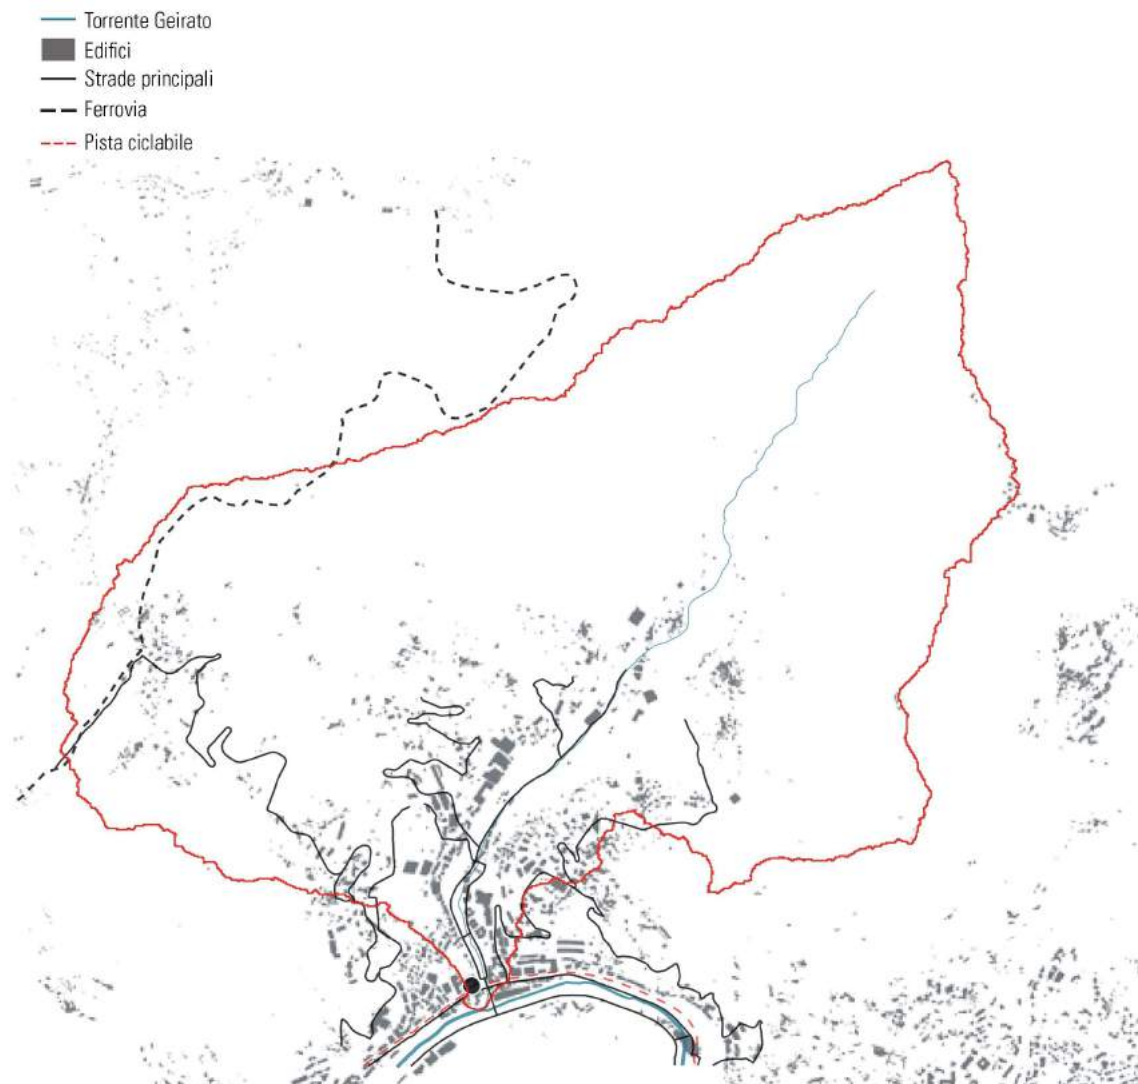 Torrente Geirato
Edifici
Strade principali
Ferrovia
Pista ciclabile